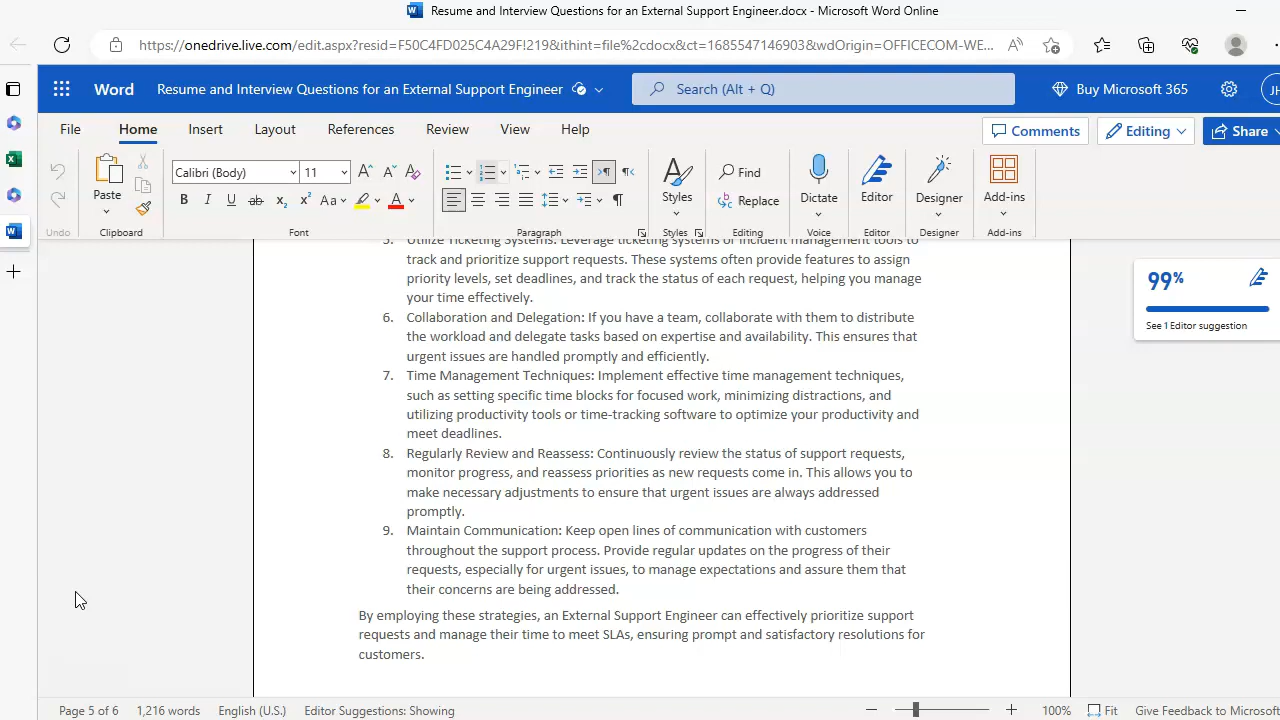 Resume and Interview Questions for an External Support Engineer.docx - Microsoft Word Online
https://onedrive.live.com/edit.aspx?resid=F50C4FD025C4A29F!219&ithint=file%2cdocx&ct=1685547146903&wdOrigin=OFFICECOM-WE...
Word Resume and Interview Questions for an External Support Engineer Search (Alt + Q) Buy Microsoft 365 JH
File Home Insert Layout References Review View Help Comments Editing Share
Calibri (Body) 11 Find
Paste Replace Styles Dictate Editor Designer Add-ins
Undo Clipboard Font Paragraph Styles Editing Voice Editor Designer Add-ins
5. Utilize Ticketing Systems: Leverage ticketing systems or incident management tools to
track and prioritize support requests. These systems often provide features to assign
priority levels, set deadlines, and track the status of each request, helping you manage
your time effectively.
99%
See 1 Editor suggestion
6. Collaboration and Delegation: If you have a team, collaborate with them to distribute
the workload and delegate tasks based on expertise and availability. This ensures that
urgent issues are handled promptly and efficiently.
7. Time Management Techniques: Implement effective time management techniques,
such as setting specific time blocks for focused work, minimizing distractions, and
utilizing productivity tools or time-tracking software to optimize your productivity and
meet deadlines.
8. Regularly Review and Reassess: Continuously review the status of support requests,
monitor progress, and reassess priorities as new requests come in. This allows you to
make necessary adjustments to ensure that urgent issues are always addressed
promptly.
9. Maintain Communication: Keep open lines of communication with customers
throughout the support process. Provide regular updates on the progress of their
requests, especially for urgent issues, to manage expectations and assure them that
their concerns are being addressed.
By employing these strategies, an External Support Engineer can effectively prioritize support
requests and manage their time to meet SLAs, ensuring prompt and satisfactory resolutions for
customers.
Page 5 of 6 1,216 words English (U.S.) Editor Suggestions: Showing 100% Fit Give Feedback to Microsoft